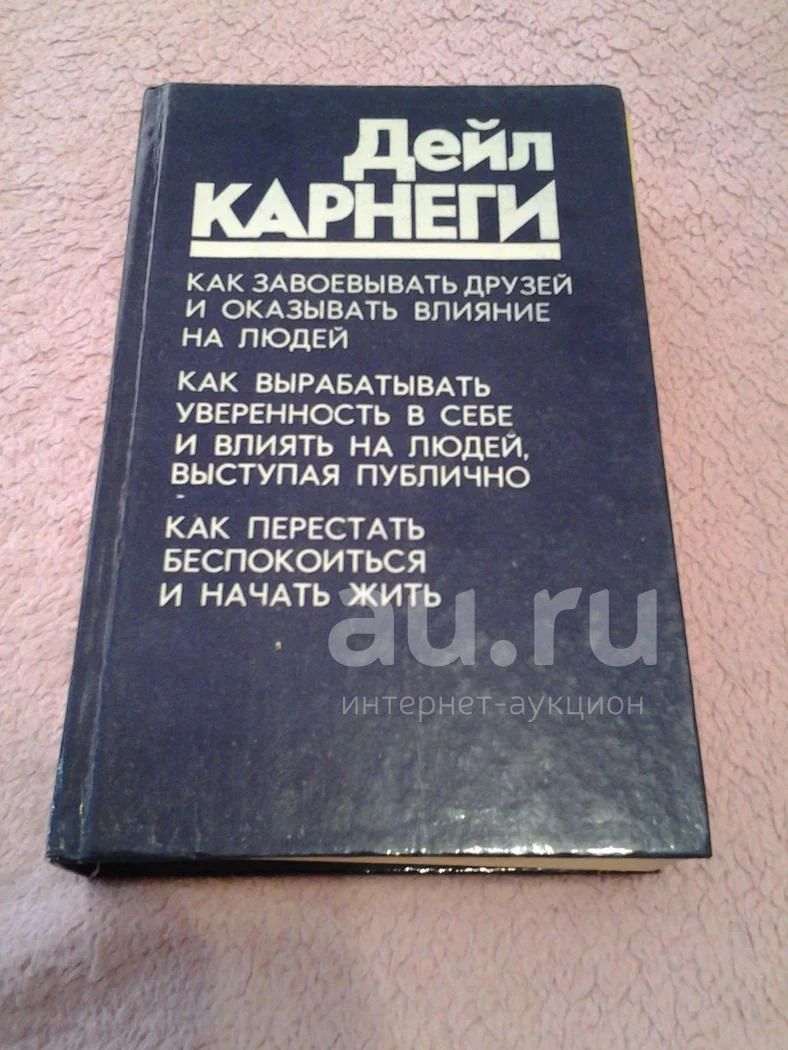 Дейл
КАРНЕГИ
КАК ЗАВОЕВЫВАТЬ ДРУЗЕЙ
И ОКАЗЫВАТЬ ВЛИЯНИЕ
НА ЛЮДЕЙ
КАК ВЫРАБАТЫВАТЬ
УВЕРЕННОСТЬ В СЕБЕ
И ВЛИЯТЬ НА ЛЮДЕЙ,
ВЫСТУПАЯ ПУБЛИЧНО
КАК ПЕРЕСТАТЬ
БЕСПОКОИТЬСЯ
И НАЧАТЬ ЖИТЬ
au.ru
интернет-аукцион